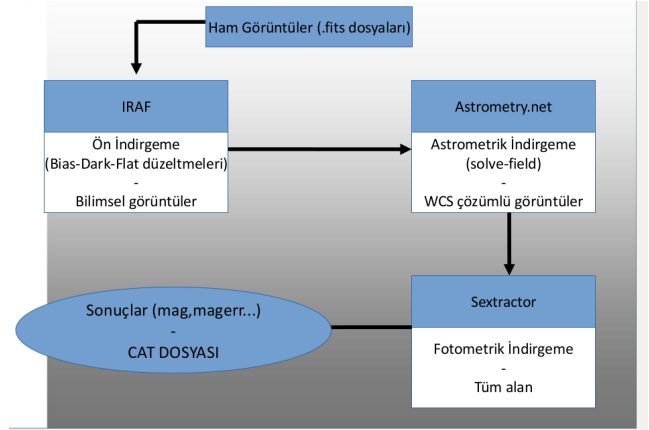 Ham Görüntüler (.fits dosyaları)
IRAF
Ön İndirgeme
(Bias-Dark-Flat düzeltmeleri)
-
Bilimsel görüntüler
Astrometry.net
Astrometrik İndirgeme
(solve-field)
-
WCS çözümlü görüntüler
Sextractor
Fotometrik İndirgeme
-
Tüm alan
Sonuçlar (mag,magerr...)
-
CAT DOSYASI